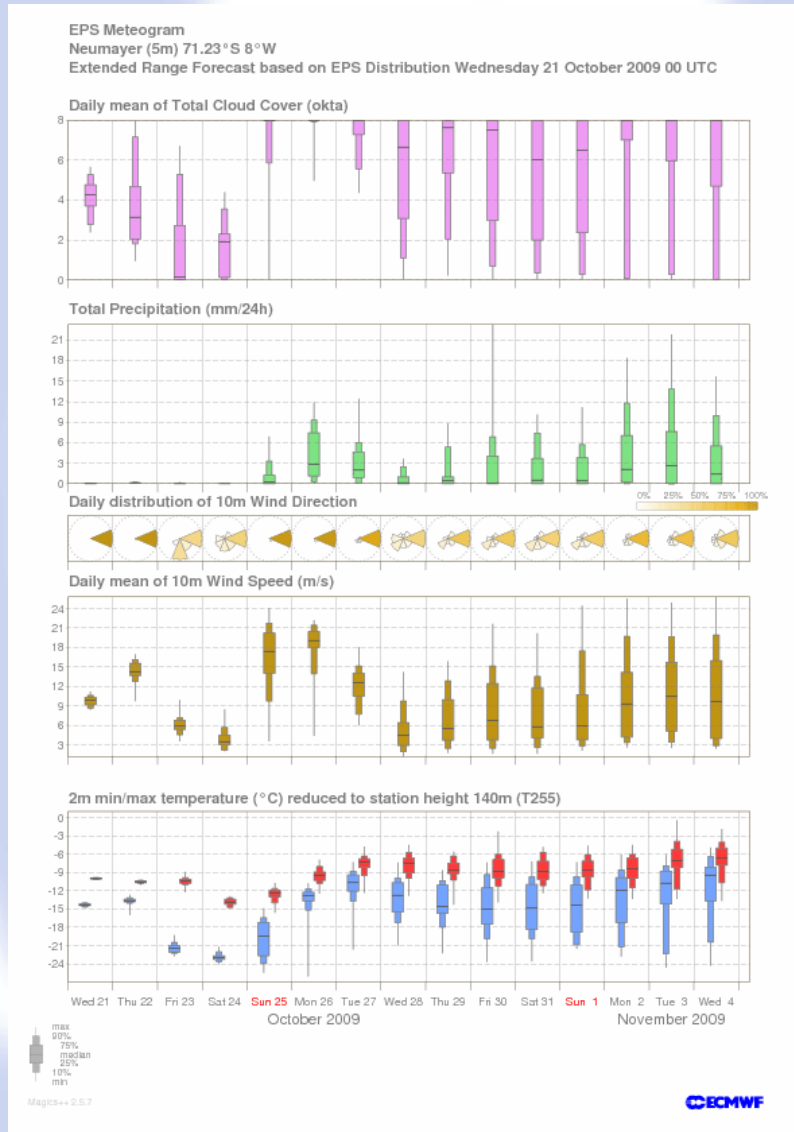 EPS Meteogram
Neumayer (5m) 71.23°S 8°W
Extended Range Forecast based on EPS Distribution Wednesday 21 October 2009 00 UTC
Daily mean of Total Cloud Cover (okta)
8
6
4
2
0
Total Precipitation (mm/24h)
21
18
15
12
9
6
3
0
0% 25% 50% 75% 100%
Daily distribution of 10m Wind Direction
Daily mean of 10m Wind Speed (m/s)
24
21
18
15
12
9
6
3
2m min/max temperature (°C) reduced to station height 140m (T255)
0
-3
-6
-9
-12
-15
-18
-21
-24
Wed 21 Thu 22 Fri 23 Sat 24 Sun 25 Mon 26 Tue 27 Wed 28 Thu 29 Fri 30 Sat 31 Sun 1 Mon 2 Tue 3 Wed 4
October 2009 November 2009
max
90%
75%
median
25%
10%
min
Magics++ 2.5.7
ECMWF